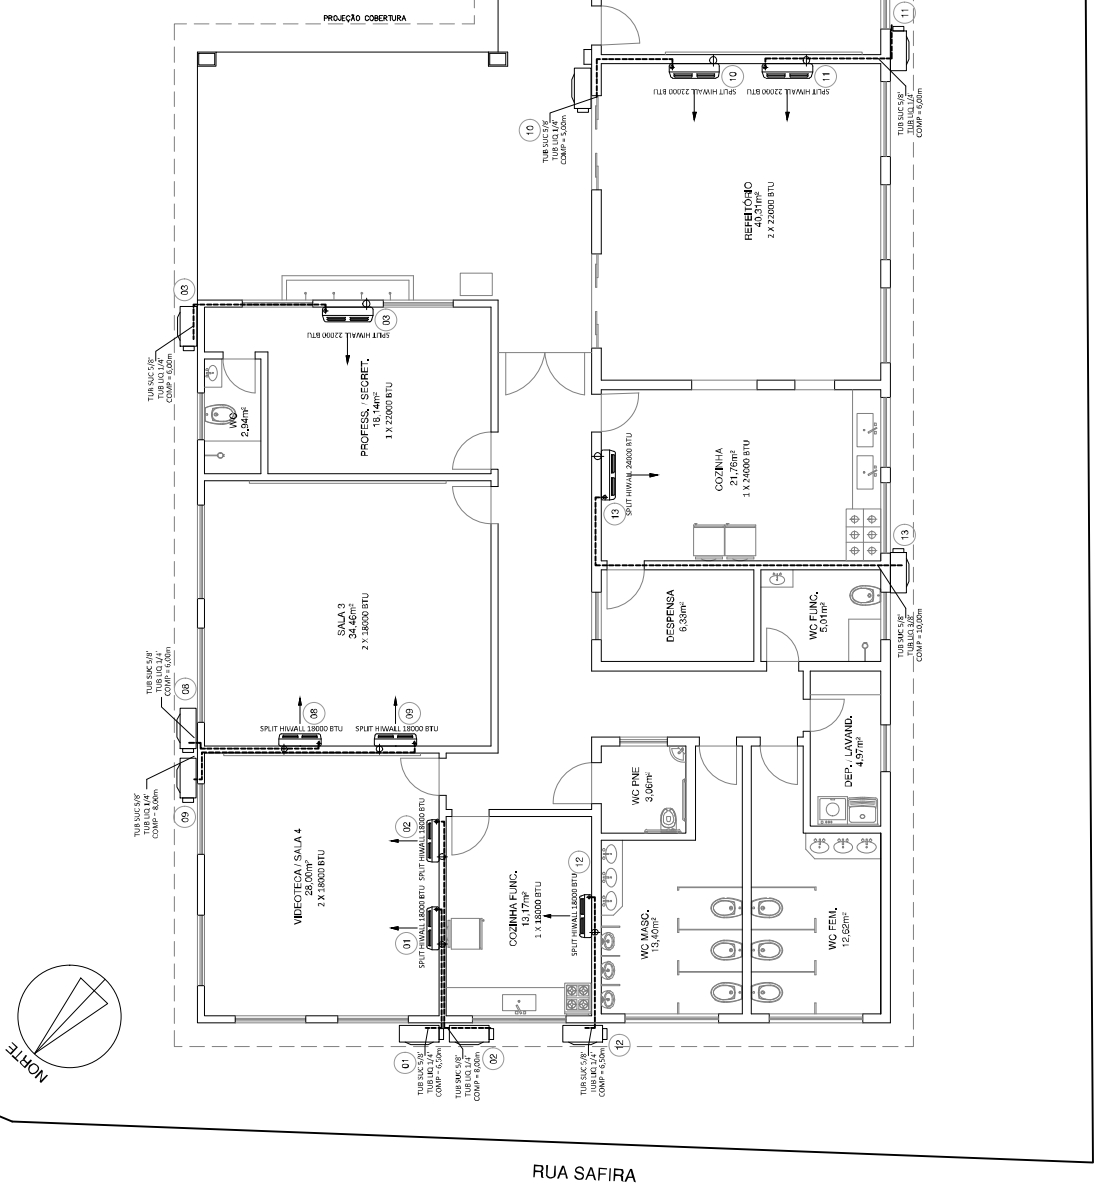 PROJEÇÃO COBERTURA
11
10
11
SPLIT HIWALL 22000 BTU
SPLIT HIWALL 22000 BTU
TUB SUC 5/8'
TUB LIQ 1/4'
COMP = 6,00m
10
TUB SUC 5/8'
TUB LIQ 1/4'
COMP = 5,00m
REFEITÓRIO
40,31m²
2 X 22000 BTU
03
03
SPLIT HIWALL 22000 BTU
TUB SUC 5/8'
TUB LIQ 1/4'
COMP = 6,00m
PROFESS. / SECRET.
18,14m²
1 X 22000 BTU
WC
2,94m²
SPLIT HIWALL 24000 BTU
13
COZINHA
21,76m²
1 X 24000 BTU
13
TUB SUC 5/8'
TUB LIQ 3/8'
COMP = 10,00m
DESPENSA
6,33m²
WC FUNC.
5,01m²
SALA 3
34,46m²
2 X 18000 BTU
TUB SUC 5/8'
TUB LIQ 1/4'
COMP = 6,00m
08
08
09
SPLIT HIWALL 18000 BTU
SPLIT HIWALL 18000 BTU
TUB SUC 5/8'
TUB LIQ 1/4'
COMP = 8,00m
09
WC PNE
3,06m²
DEP. / LAVAND.
4,97m²
VIDEOTECA / SALA 4
28,00m²
2 X 18000 BTU
02
SPLIT HIWALL 18000 BTU
01
SPLIT HIWALL 18000 BTU
COZINHA FUNC.
13,17m²
1 X 18000 BTU
12
SPLIT HIWALL 18000 BTU
WC MASC.
13,40m²
WC FEM.
12,62m²
01
TUB SUC 5/8'
TUB LIQ 1/4'
COMP = 6,50m
TUB SUC 5/8'
TUB LIQ 1/4'
COMP = 8,00m
02
TUB SUC 5/8'
TUB LIQ 1/4'
COMP = 6,50m
12
NORTE
RUA SAFIRA